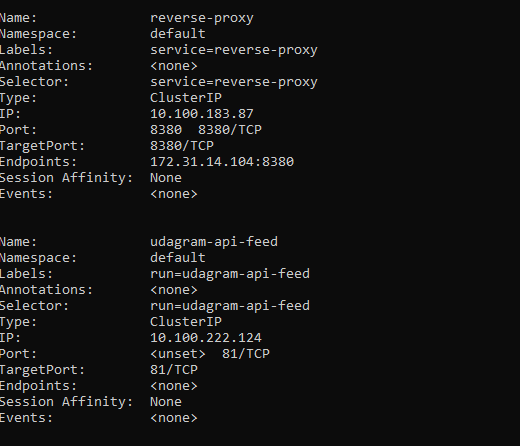 Name: reverse-proxy
Namespace: default
Labels: service=reverse-proxy
Annotations: <none>
Selector: service=reverse-proxy
Type: ClusterIP
IP: 10.100.183.87
Port: 8380 8380/TCP
TargetPort: 8380/TCP
Endpoints: 172.31.14.104:8380
Session Affinity: None
Events: <none>
Name: udagram-api-feed
Namespace: default
Labels: run=udagram-api-feed
Annotations: <none>
Selector: run=udagram-api-feed
Type: ClusterIP
IP: 10.100.222.124
Port: <unset> 81/TCP
TargetPort: 81/TCP
Endpoints: <none>
Session Affinity: None
Events: <none>